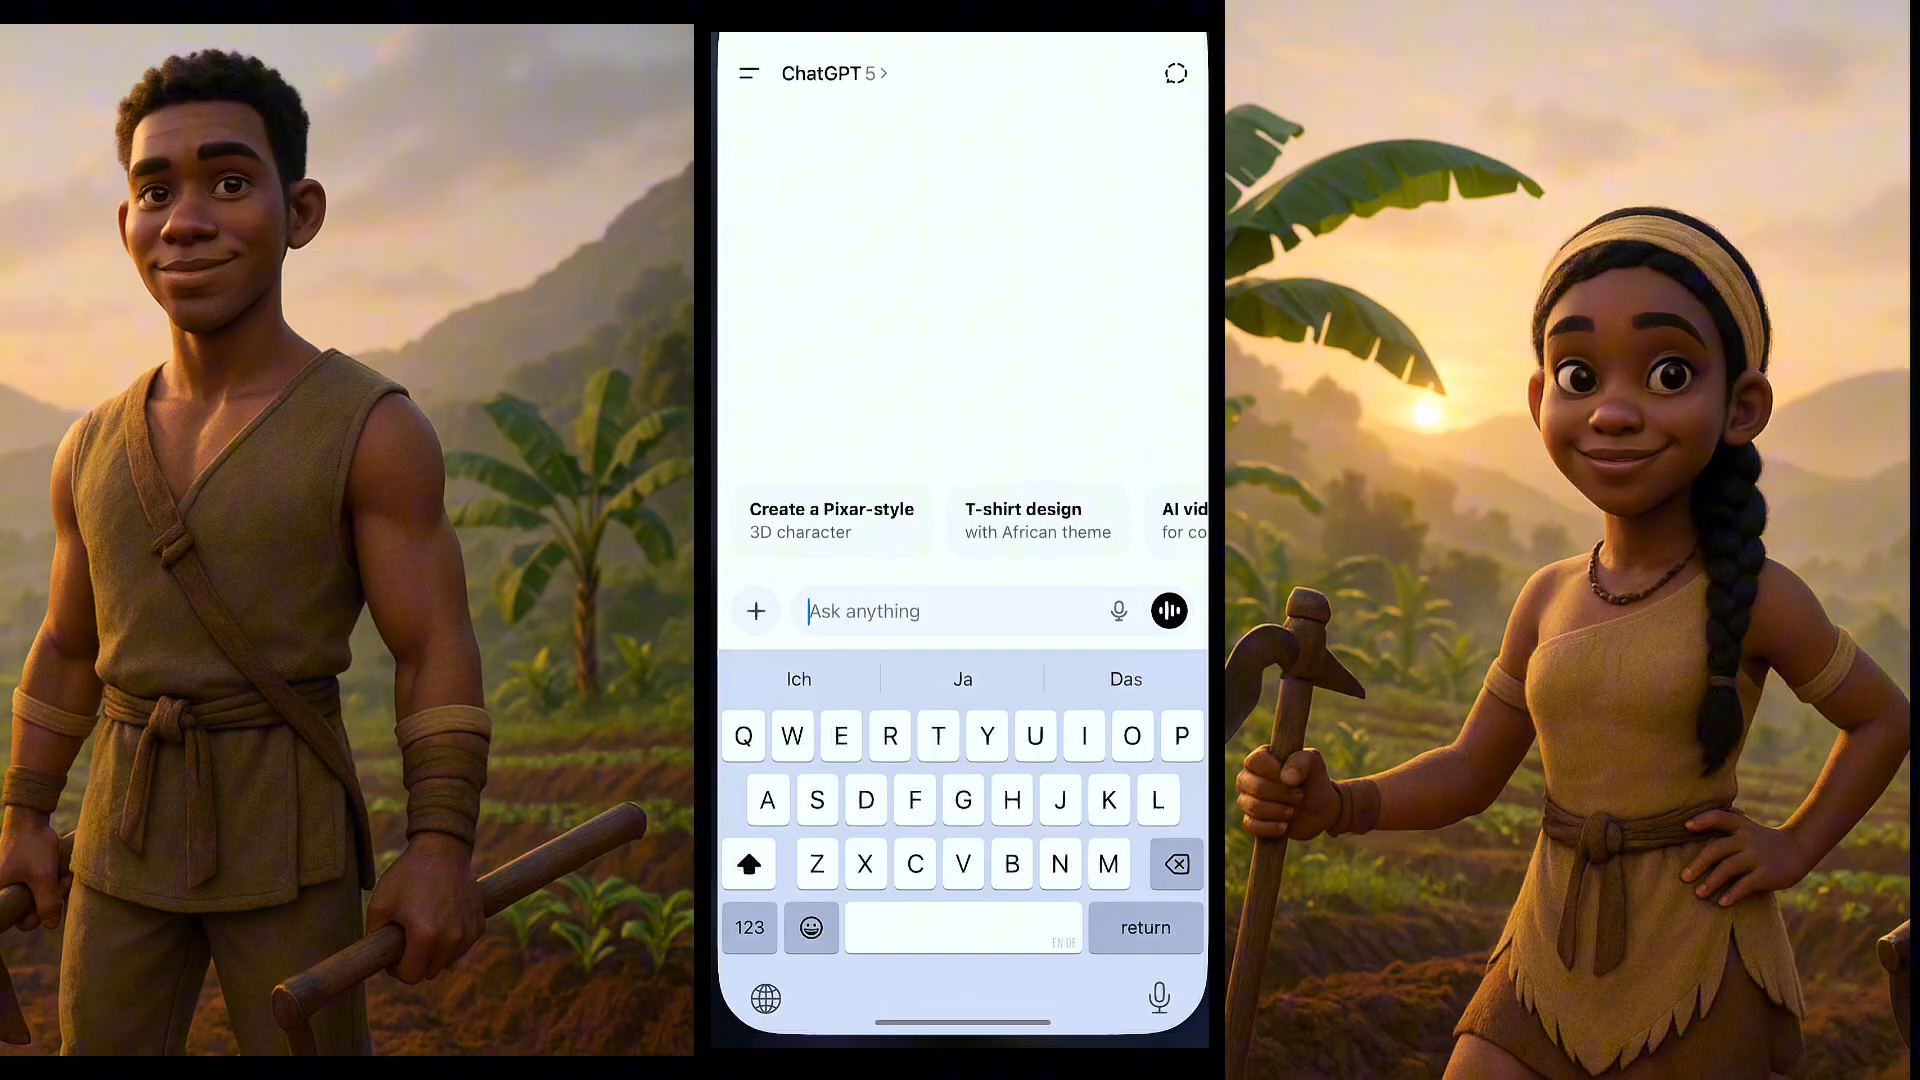 ChatGPT 5 >
Create a Pixar-style
3D character
T-shirt design
with African theme
AI vid
for co
Ask anything
Ich Ja Das
Q W E R T Y U I O P
A S D F G H J K L
Z X C V B N M
123 EN DE return